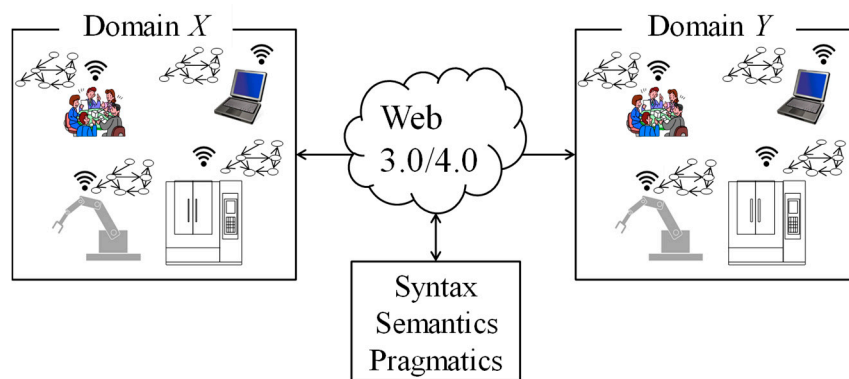 Domain X
Domain Y
Web
3.0/4.0
Syntax
Semantics
Pragmatics